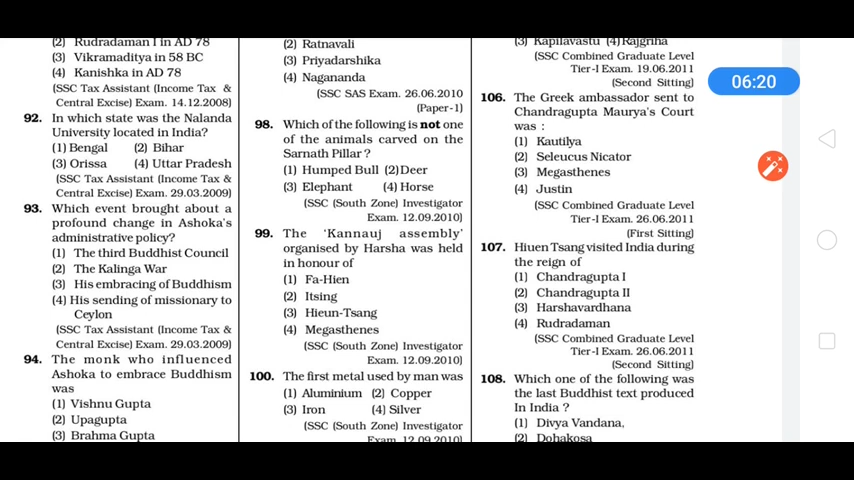 (2) Rudradaman I in AD 78
(3) Vikramaditya in 58 BC
(4) Kanishka in AD 78
(SSC Tax Assistant (Income Tax &
Central Excise) Exam. 14.12.2008)
92. In which state was the Nalanda
University located in India?
(1) Bengal (2) Bihar
(3) Orissa (4) Uttar Pradesh
(SSC Tax Assistant (Income Tax &
Central Excise) Exam. 29.03.2009)
93. Which event brought about a
profound change in Ashoka's
administrative policy?
(1) The third Buddhist Council
(2) The Kalinga War
(3) His embracing of Buddhism
(4) His sending of missionary to
Ceylon
(SSC Tax Assistant (Income Tax &
Central Excise) Exam. 29.03.2009)
94. The monk who influenced
Ashoka to embrace Buddhism
was
(1) Vishnu Gupta
(2) Upagupta
(3) Brahma Gupta
(2) Ratnavali
(3) Priyadarshika
(4) Nagananda
(SSC SAS Exam. 26.06.2010
(Paper-1)
98. Which of the following is not one
of the animals carved on the
Sarnath Pillar ?
(1) Humped Bull (2) Deer
(3) Elephant (4) Horse
(SSC (South Zone) Investigator
Exam. 12.09.2010)
99. The 'Kannauj assembly'
organised by Harsha was held
in honour of
(1) Fa-Hien
(2) Itsing
(3) Hieun-Tsang
(4) Megasthenes
(SSC (South Zone) Investigator
Exam. 12.09.2010)
100. The first metal used by man was
(1) Aluminium (2) Copper
(3) Iron (4) Silver
(SSC (South Zone) Investigator
Exam. 12.09.2010
(3) Kapilavastu (4) Rajgriha
(SSC Combined Graduate Level
Tier-I Exam. 19.06.2011
(Second Sitting)
106. The Greek ambassador sent to
Chandragupta Maurya's Court
was :
(1) Kautilya
(2) Seleucus Nicator
(3) Megasthenes
(4) Justin
(SSC Combined Graduate Level
Tier-I Exam. 26.06.2011
(First Sitting)
107. Hiuen Tsang visited India during
the reign of
(1) Chandragupta I
(2) Chandragupta II
(3) Harshavardhana
(4) Rudradaman
(SSC Combined Graduate Level
Tier-I Exam. 26.06.2011
(Second Sitting)
108. Which one of the following was
the last Buddhist text produced
In India ?
(1) Divya Vandana,
(2) Dohakosa
06:20